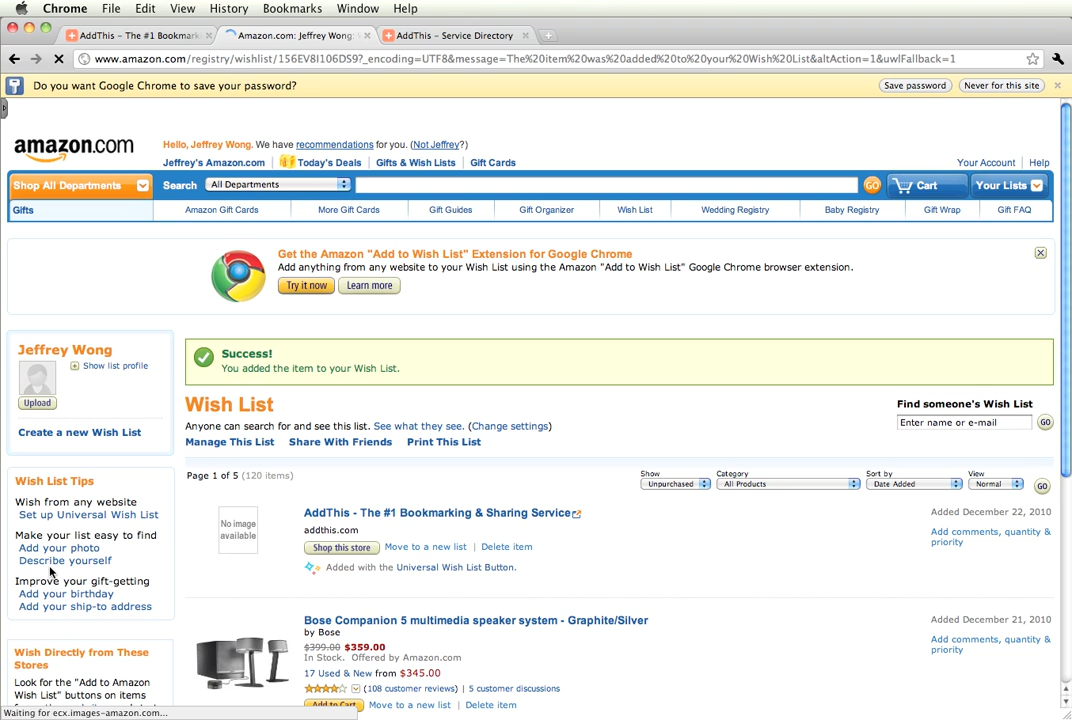 Chrome File Edit View History Bookmarks Window Help
AddThis – The #1 Bookmark
Amazon.com: Jeffrey Wong:
AddThis – Service Directory
www.amazon.com/registry/wishlist/156EV8I106DS9?_encoding=UTF8&message=The%20item%20was%20added%20to%20your%20Wish%20List&altAction=1&uwlFallback=1
Do you want Google Chrome to save your password? Save password Never for this site
amazon.com
Hello, Jeffrey Wong. We have recommendations for you. (Not Jeffrey?)
Jeffrey's Amazon.com Today's Deals Gifts & Wish Lists Gift Cards Your Account Help
Shop All Departments Search All Departments GO Cart Your Lists
Gifts Amazon Gift Cards More Gift Cards Gift Guides Gift Organizer Wish List Wedding Registry Baby Registry Gift Wrap Gift FAQ
Get the Amazon "Add to Wish List" Extension for Google Chrome
Add anything from any website to your Wish List using the Amazon "Add to Wish List" Google Chrome browser extension.
Try it now Learn more
Jeffrey Wong
Show list profile
Upload
Create a new Wish List
Wish List Tips
Wish from any website
Set up Universal Wish List
Make your list easy to find
Add your photo
Describe yourself
Improve your gift-getting
Add your birthday
Add your ship-to address
Wish Directly from These
Stores
Look for the "Add to Amazon
Wish List" buttons on items
Success!
You added the item to your Wish List.
Wish List
Anyone can search for and see this list. See what they see. (Change settings)
Manage This List Share With Friends Print This List
Find someone's Wish List
Enter name or e-mail GO
Page 1 of 5 (120 items)
Show Category Sort by View
Unpurchased All Products Date Added Normal GO
No image
available
AddThis - The #1 Bookmarking & Sharing Service
addthis.com
Shop this store Move to a new list Delete item
Added with the Universal Wish List Button.
Added December 22, 2010
Add comments, quantity &
priority
Bose Companion 5 multimedia speaker system - Graphite/Silver
by Bose
$399.00 $359.00
In Stock. Offered by Amazon.com
17 Used & New from $345.00
(108 customer reviews) | 5 customer discussions
Add to Cart Move to a new list Delete item
Added December 21, 2010
Add comments, quantity &
priority
Waiting for ecx.images-amazon.com...